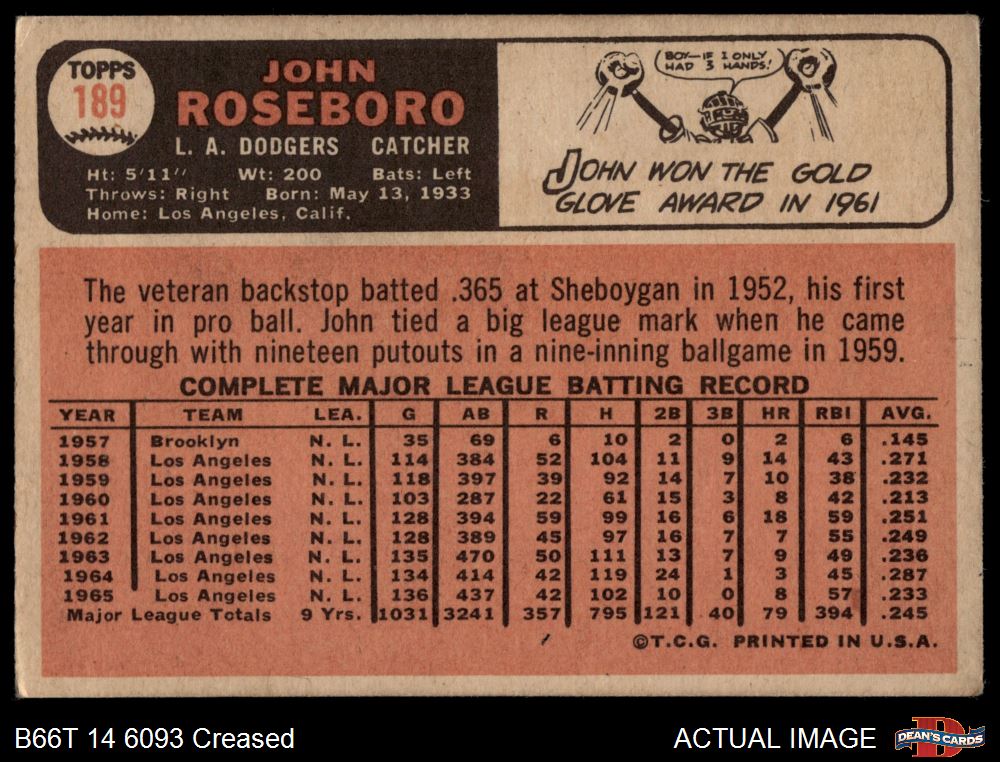 TOPPS
189
JOHN
ROSEBORO
L. A. DODGERS CATCHER
Ht: 5'11" Wt: 200 Bats: Left
Throws: Right Born: May 13, 1933
Home: Los Angeles, Calif.
BOY—IF I ONLY
HAD 3 HANDS!
JOHN WON THE GOLD
GLOVE AWARD IN 1961
The veteran backstop batted .365 at Sheboygan in 1952, his first
year in pro ball. John tied a big league mark when he came
through with nineteen putouts in a nine-inning ballgame in 1959.
COMPLETE MAJOR LEAGUE BATTING RECORD
YEAR TEAM LEA. G AB R H 2B 3B HR RBI AVG.
1957 Brooklyn N. L. 35 69 6 10 2 0 2 6 .145
1958 Los Angeles N. L. 114 384 52 104 11 9 14 43 .271
1959 Los Angeles N. L. 118 397 39 92 14 7 10 38 .232
1960 Los Angeles N. L. 103 287 22 61 15 3 8 42 .213
1961 Los Angeles N. L. 128 394 59 99 16 6 18 59 .251
1962 Los Angeles N. L. 128 389 45 97 16 7 7 55 .249
1963 Los Angeles N. L. 135 470 50 111 13 7 9 49 .236
1964 Los Angeles N. L. 134 414 42 119 24 1 3 45 .287
1965 Los Angeles N. L. 136 437 42 102 10 0 8 57 .233
Major League Totals 9 Yrs. 1031 3241 357 795 121 40 79 394 .245
©T.C.G. PRINTED IN U.S.A.
B66T 14 6093 Creased
ACTUAL IMAGE
D
DEAN'S CARDS